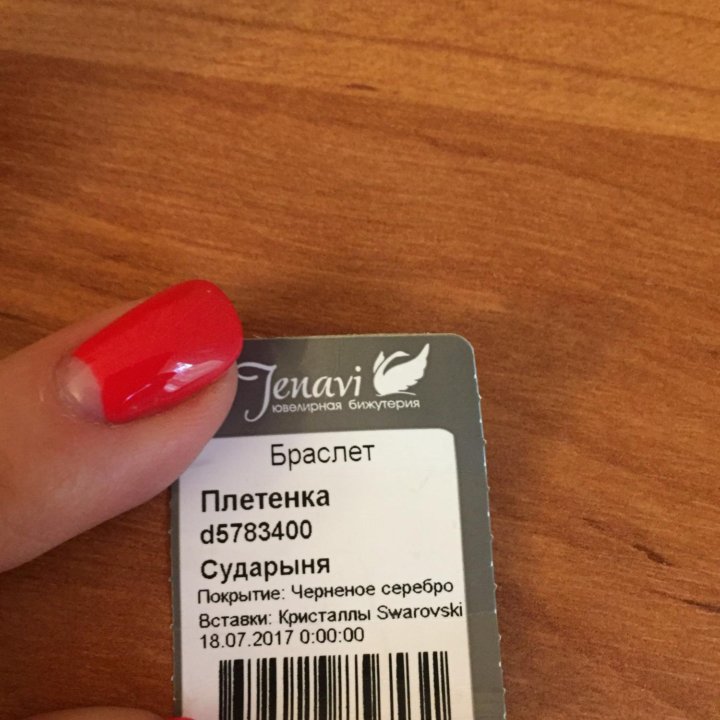 Jenavi
ювелирная бижутерия
Браслет
Плетенка
d5783400
Сударыня
Покрытие: Черненое серебро
Вставки: Кристаллы Swarovski
18.07.2017 0:00:00